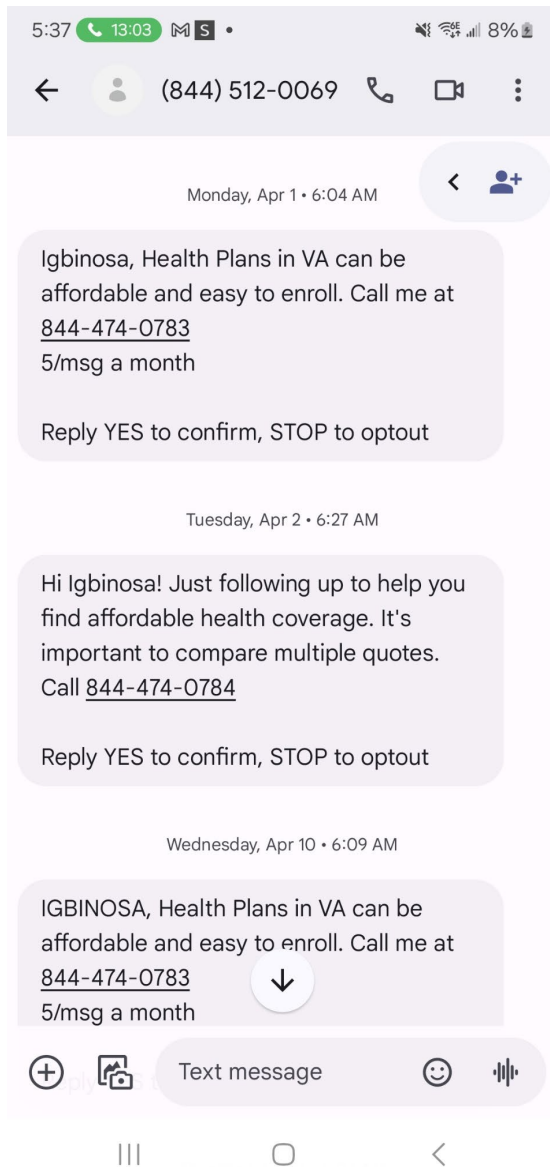 5:37 13:03 M S 8%
(844) 512-0069
Monday, Apr 1 • 6:04 AM
Igbinosa, Health Plans in VA can be
affordable and easy to enroll. Call me at
844-474-0783
5/msg a month
Reply YES to confirm, STOP to optout
Tuesday, Apr 2 • 6:27 AM
Hi Igbinosa! Just following up to help you
find affordable health coverage. It's
important to compare multiple quotes.
Call 844-474-0784
Reply YES to confirm, STOP to optout
Wednesday, Apr 10 • 6:09 AM
IGBINOSA, Health Plans in VA can be
affordable and easy to enroll. Call me at
844-474-0783
5/msg a month
Text message